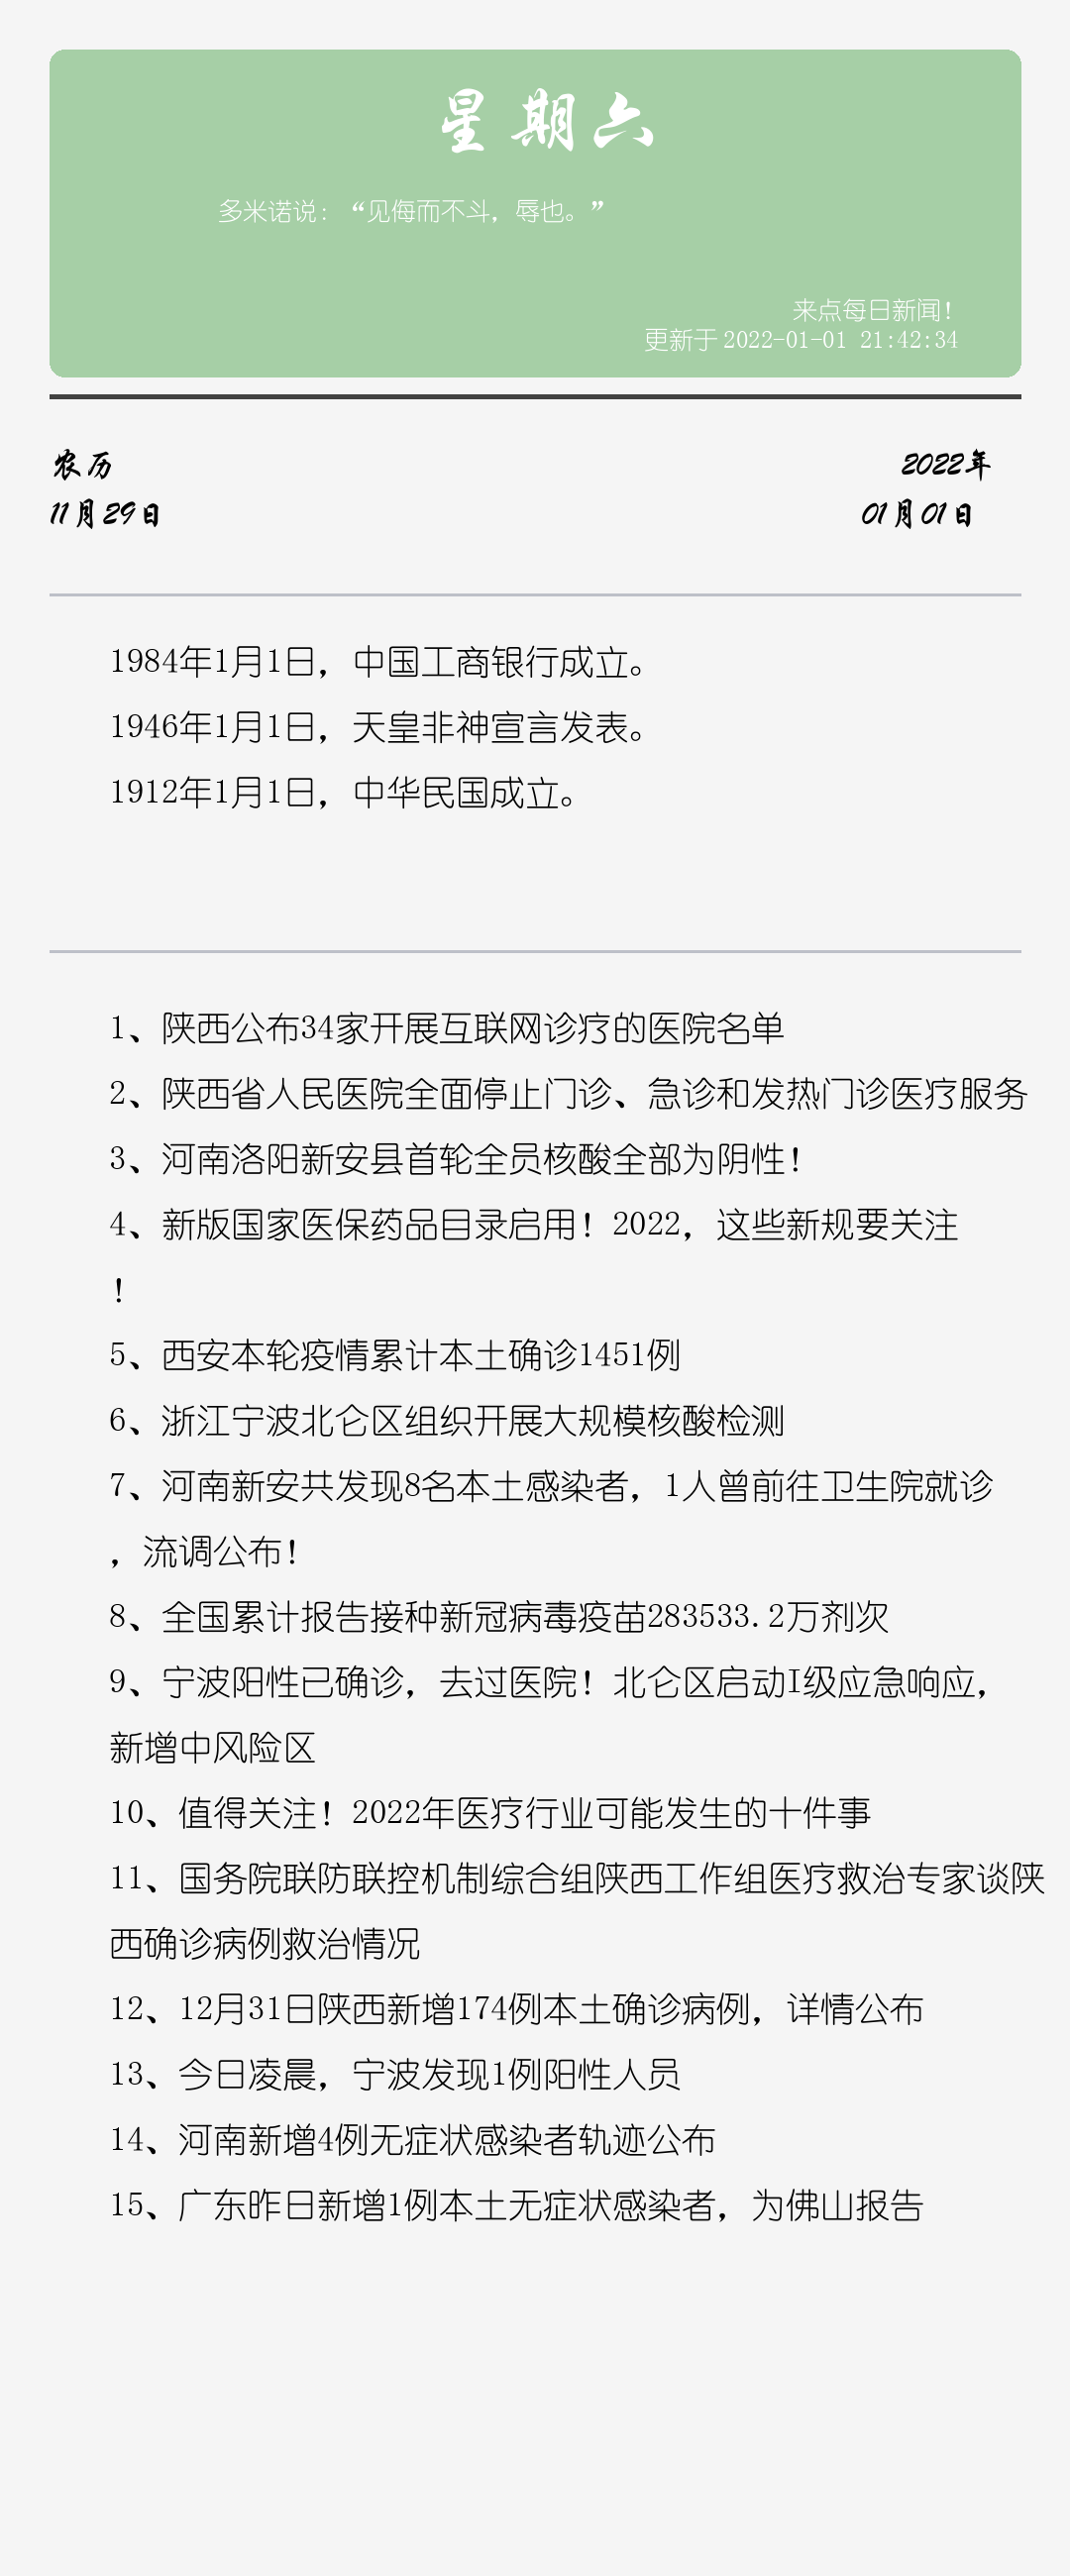 星期六
多米诺说：“见侮而不斗，辱也。”
来点每日新闻！
更新于 2022-01-01 21:42:34
农历
2022年
11月29日
01月01日
1984年1月1日，中国工商银行成立。
1946年1月1日，天皇非神宣言发表。
1912年1月1日，中华民国成立。
1、陕西公布34家开展互联网诊疗的医院名单
2、陕西省人民医院全面停止门诊、急诊和发热门诊医疗服务
3、河南洛阳新安县首轮全员核酸全部为阴性！
4、新版国家医保药品目录启用！2022，这些新规要关注
！
5、西安本轮疫情累计本土确诊1451例
6、浙江宁波北仑区组织开展大规模核酸检测
7、河南新安共发现8名本土感染者，1人曾前往卫生院就诊
，流调公布！
8、全国累计报告接种新冠病毒疫苗283533.2万剂次
9、宁波阳性已确诊，去过医院！北仑区启动I级应急响应，
新增中风险区
10、值得关注！2022年医疗行业可能发生的十件事
11、国务院联防联控机制综合组陕西工作组医疗救治专家谈陕
西确诊病例救治情况
12、12月31日陕西新增174例本土确诊病例，详情公布
13、今日凌晨，宁波发现1例阳性人员
14、河南新增4例无症状感染者轨迹公布
15、广东昨日新增1例本土无症状感染者，为佛山报告